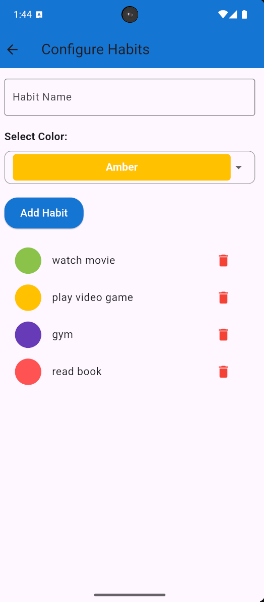 1:44
Configure Habits
Habit Name
Select Color:
Amber
Add Habit
watch movie
play video game
gym
read book